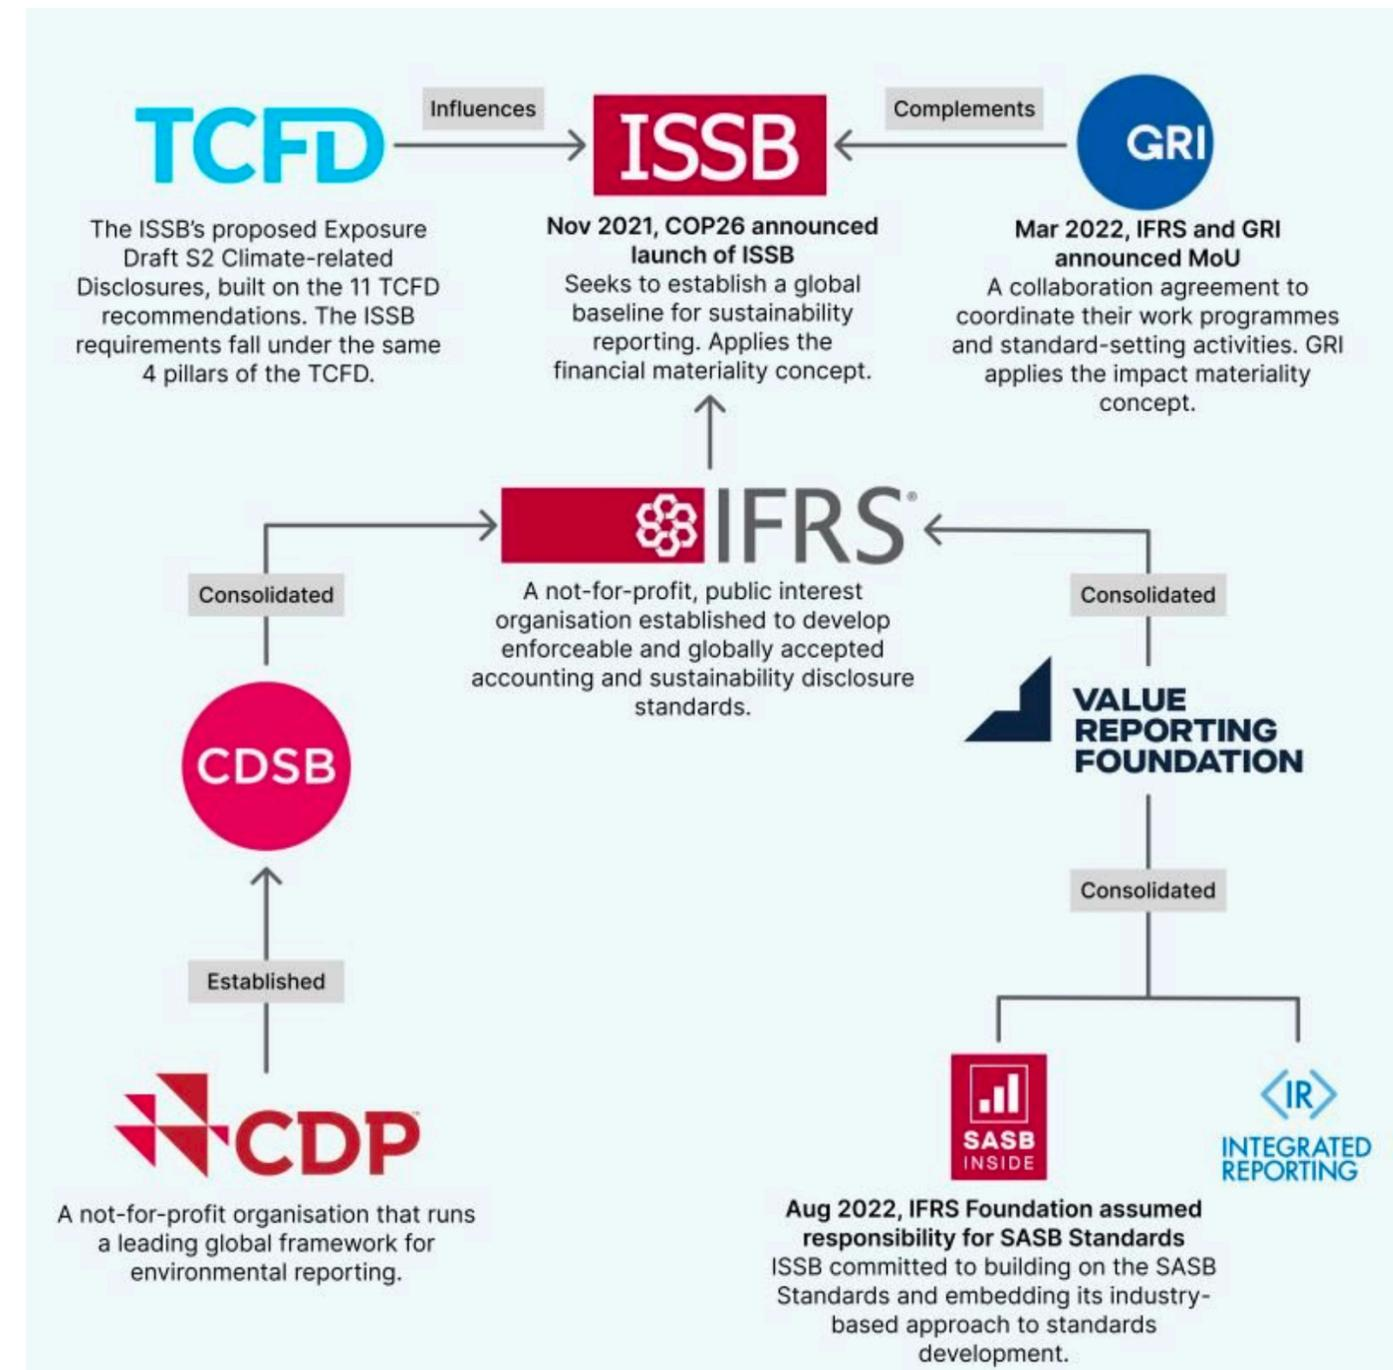 TCFD
Influences
ISSB
Complements
GRI
The ISSB's proposed Exposure
Draft S2 Climate-related
Disclosures, built on the 11 TCFD
recommendations. The ISSB
requirements fall under the same
4 pillars of the TCFD.
Nov 2021, COP26 announced
launch of ISSB
Seeks to establish a global
baseline for sustainability
reporting. Applies the
financial materiality concept.
Mar 2022, IFRS and GRI
announced MoU
A collaboration agreement to
coordinate their work programmes
and standard-setting activities. GRI
applies the impact materiality
concept.
IFRS®
A not-for-profit, public interest
organisation established to develop
enforceable and globally accepted
accounting and sustainability disclosure
standards.
Consolidated
CDSB
Established
CDP™
A not-for-profit organisation that runs
a leading global framework for
environmental reporting.
Consolidated
VALUE
REPORTING
FOUNDATION
Consolidated
SASB
INSIDE
<IR>
INTEGRATED
REPORTING
Aug 2022, IFRS Foundation assumed
responsibility for SASB Standards
ISSB committed to building on the SASB
Standards and embedding its industry-
based approach to standards
development.